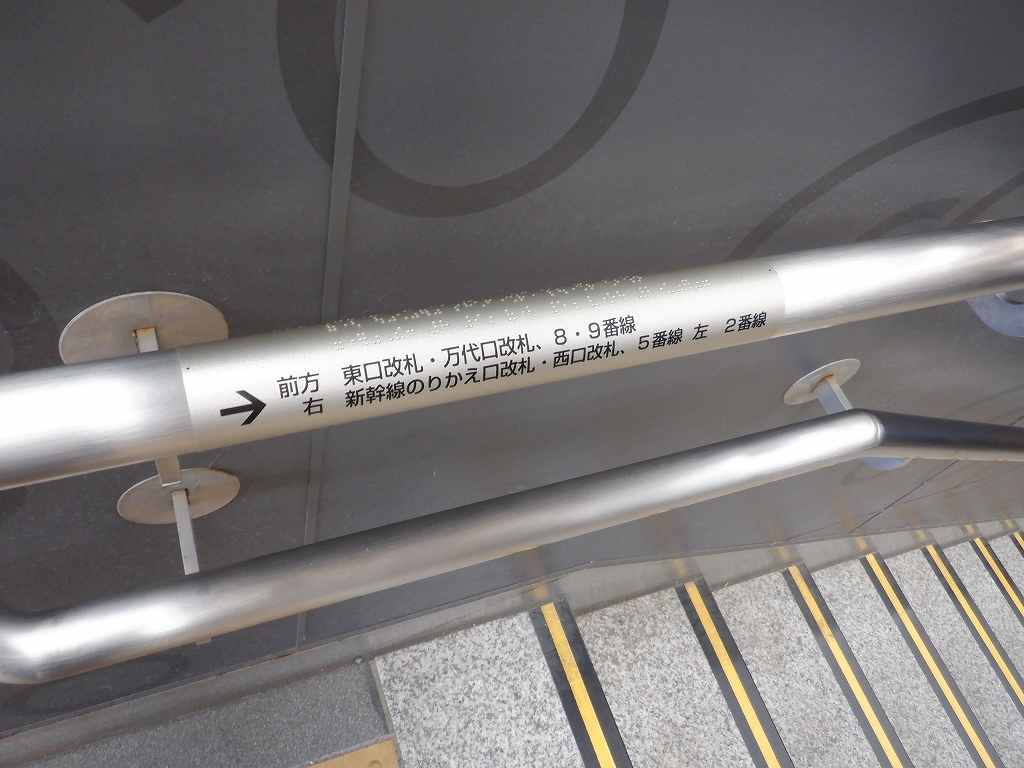 → 前方 東口改札・万代口改札、8・9番線
右 新幹線のりかえ口改札・西口改札、5番線 左 2番線